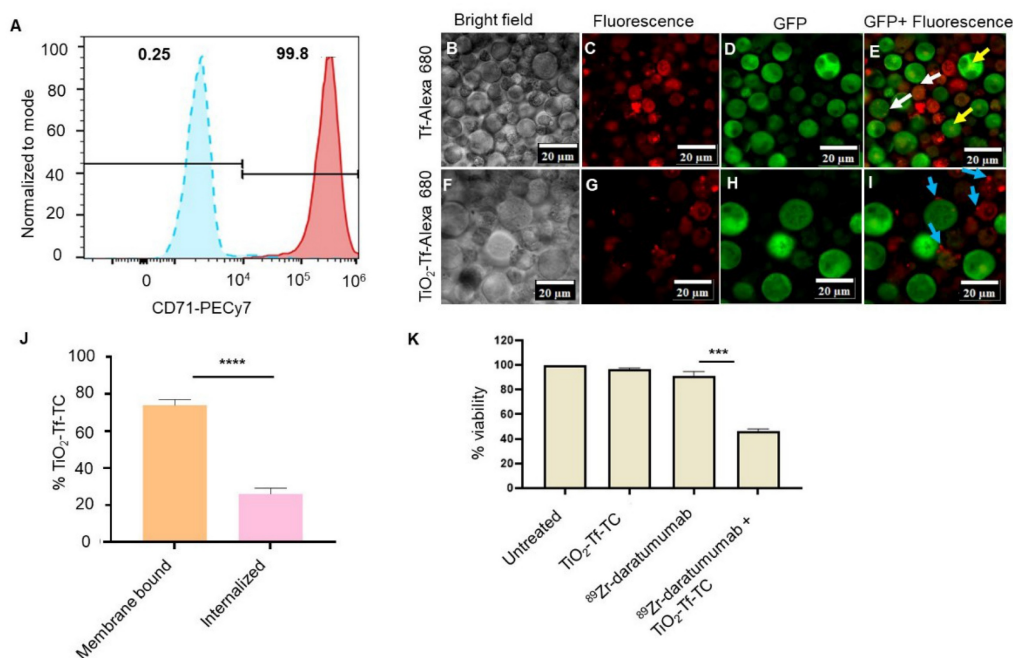 A
0.25
99.8
Normalized to mode
100
80
60
40
20
0
0
10⁴
10⁵
10⁶
CD71-PECy7
Bright field
Fluorescence
GFP
GFP+ Fluorescence
Tf-Alexa 680
B
20 µm
C
20 µm
D
20 µm
E
20 µm
TiO₂-Tf-Alexa 680
F
20 µm
G
20 µm
H
20 µm
I
20 µm
J
% TiO₂-Tf-TC
100
80
60
40
20
0
****
Membrane bound
Internalized
K
% viability
120
100
80
60
40
20
0
***
Untreated
TiO₂-Tf-TC
⁸⁹Zr-daratumumab
⁸⁹Zr-daratumumab +
TiO₂-Tf-TC